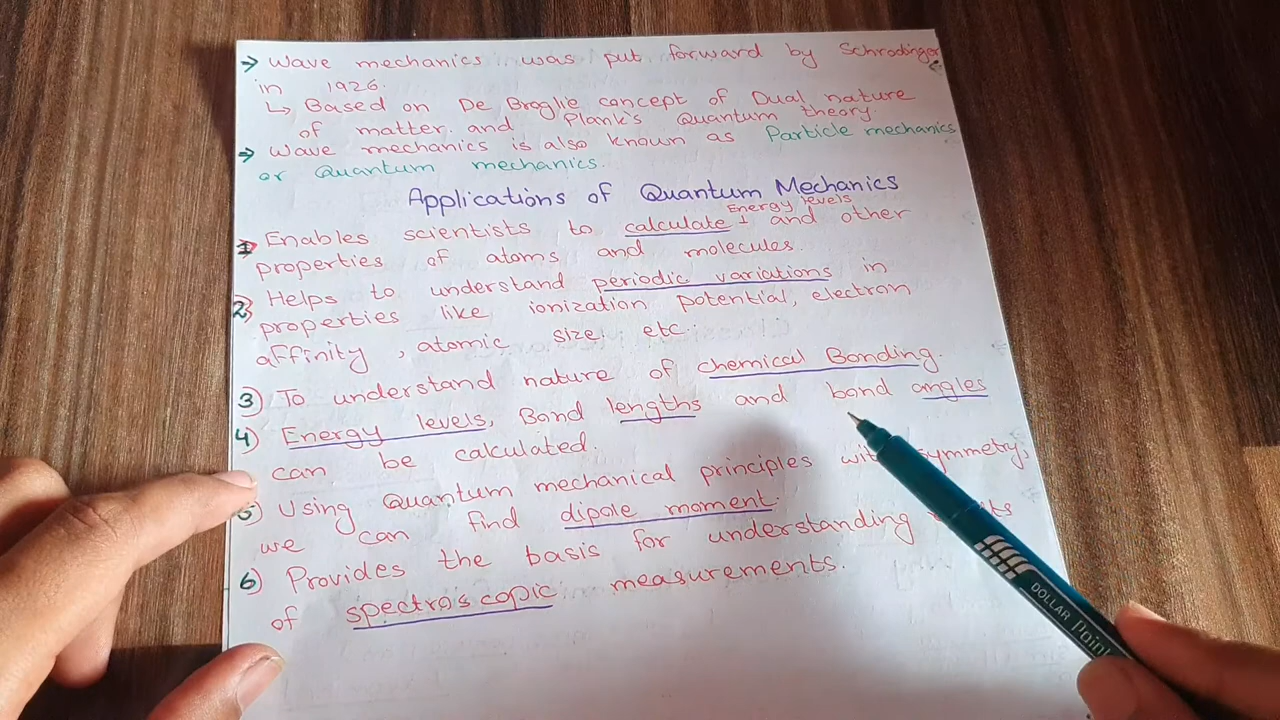 → Wave mechanics was put forward by Schrodinger
in 1926.
↳ Based on De Broglie concept of Dual nature
of matter. and Plank's Quantum theory.
→ Wave mechanics is also known as Particle mechanics
or Quantum mechanics.
Applications of Quantum Mechanics
Energy levels
1) Enables scientists to calculate ⊥ and other
properties of atoms and molecules.
2) Helps to understand periodic variations in
properties like ionization potential, electron
affinity, atomic size, etc.
3) To understand nature of chemical Bonding.
4) Energy levels, Bond lengths and bond angles
can be calculated.
5) Using Quantum mechanical principles with symmetry,
we can find dipole moment.
6) Provides the basis for understanding
of spectroscopic measurements.
DOLLAR Point